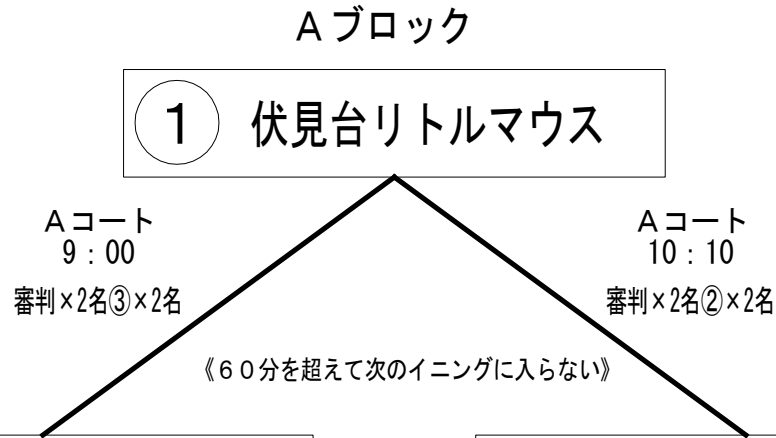 Aブロック
① 伏見台リトルマウス
Aコート
9：00
審判×2名③×2名
Aコート
10：10
審判×2名②×2名
《６０分を超えて次のイニングに入らない》